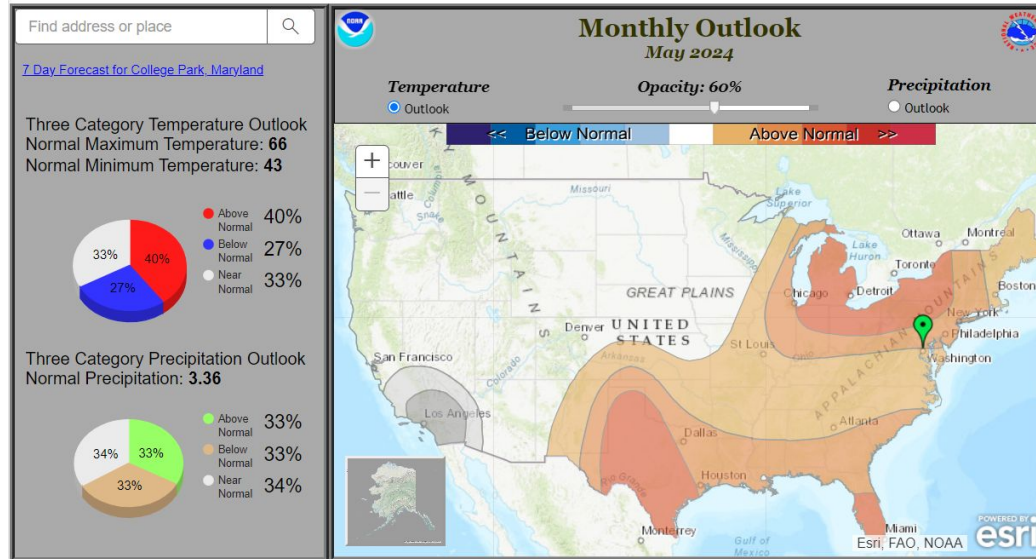 Find address or place
7 Day Forecast for College Park, Maryland
Three Category Temperature Outlook
Normal Maximum Temperature: 66
Normal Minimum Temperature: 43
33%
40%
27%
Above Normal 40%
Below Normal 27%
Near Normal 33%
Three Category Precipitation Outlook
Normal Precipitation: 3.36
34%
33%
33%
Above Normal 33%
Below Normal 33%
Near Normal 34%
NOAA
Monthly Outlook
May 2024
Temperature
Outlook
Opacity: 60%
Precipitation
Outlook
<< Below Normal
Above Normal >>
+
−
couver
attle
Columbia
Snake
MOUNTAINS
Missouri
Lake Superior
Mississippi
Ottawa
Montreal
Lake Huron
Toronto
GREAT PLAINS
Chicago
Detroit
Boston
New York
Philadelphia
Washington
APPALACHIAN MOUNTAINS
Denver
UNITED STATES
St Louis
San Francisco
Colorado
Arkansas
Los Angeles
Dallas
Atlanta
Rio Grande
Houston
Monterrey
Gulf of Mexico
Miami
Esri, FAO, NOAA
POWERED BY
esri